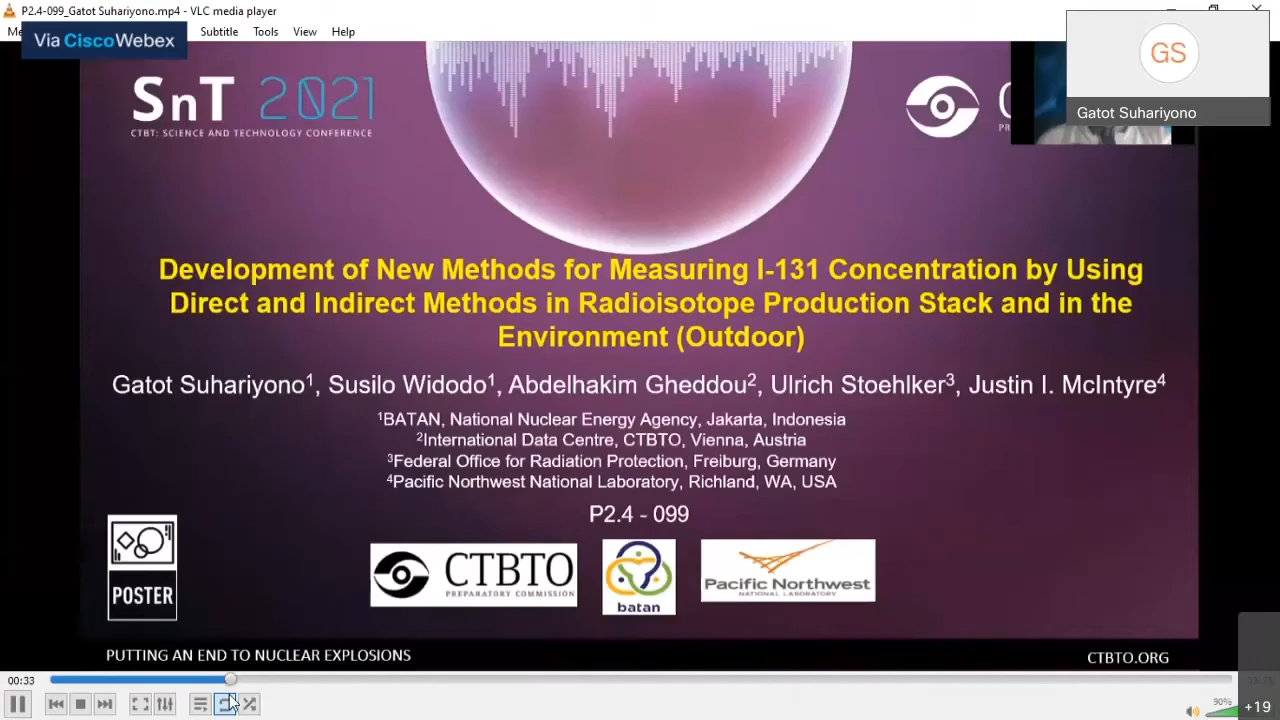 P2.4-099_Gatot Suhariyono.mp4 - VLC media player
Via Cisco Webex
Subtitle Tools View Help
GS
Gatot Suhariyono
SnT 2021
CTBT: SCIENCE AND TECHNOLOGY CONFERENCE
Development of New Methods for Measuring I-131 Concentration by Using
Direct and Indirect Methods in Radioisotope Production Stack and in the
Environment (Outdoor)
Gatot Suhariyono¹, Susilo Widodo¹, Abdelhakim Gheddou², Ulrich Stoehlker³, Justin I. McIntyre⁴
¹BATAN, National Nuclear Energy Agency, Jakarta, Indonesia
²International Data Centre, CTBTO, Vienna, Austria
³Federal Office for Radiation Protection, Freiburg, Germany
⁴Pacific Northwest National Laboratory, Richland, WA, USA
P2.4 - 099
POSTER
CTBTO
PREPARATORY COMMISSION
batan
Pacific Northwest
NATIONAL LABORATORY
PUTTING AN END TO NUCLEAR EXPLOSIONS
CTBTO.ORG
00:33
90%
+19